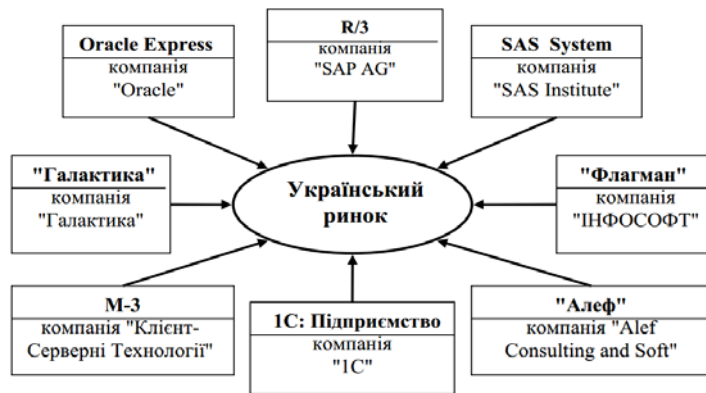 Oracle Express
компанія
"Oracle"
R/3
компанія
"SAP AG"
SAS System
компанія
"SAS Institute"
"Галактика"
компанія
"Галактика"
Український
ринок
"Флагман"
компанія
"ІНФОСОФТ"
М-3
компанія "Клієнт-
Серверні Технології"
1С: Підприємство
компанія
"1С"
"Алеф"
компанія "Alef
Consulting and Soft"